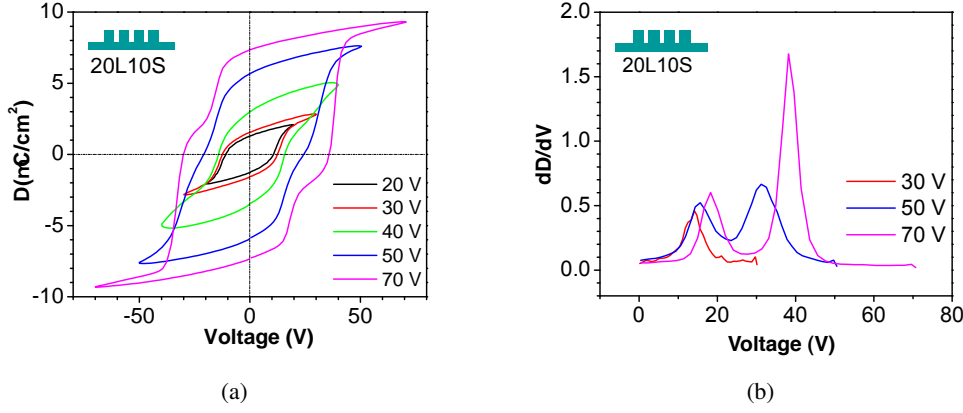 20L10S
D(mC/cm²)
10
5
0
-5
-10
-50
0
50
Voltage (V)
20 V
30 V
40 V
50 V
70 V
(a)
20L10S
dD/dV
2.0
1.5
1.0
0.5
0.0
0
20
40
60
80
Voltage (V)
30 V
50 V
70 V
(b)